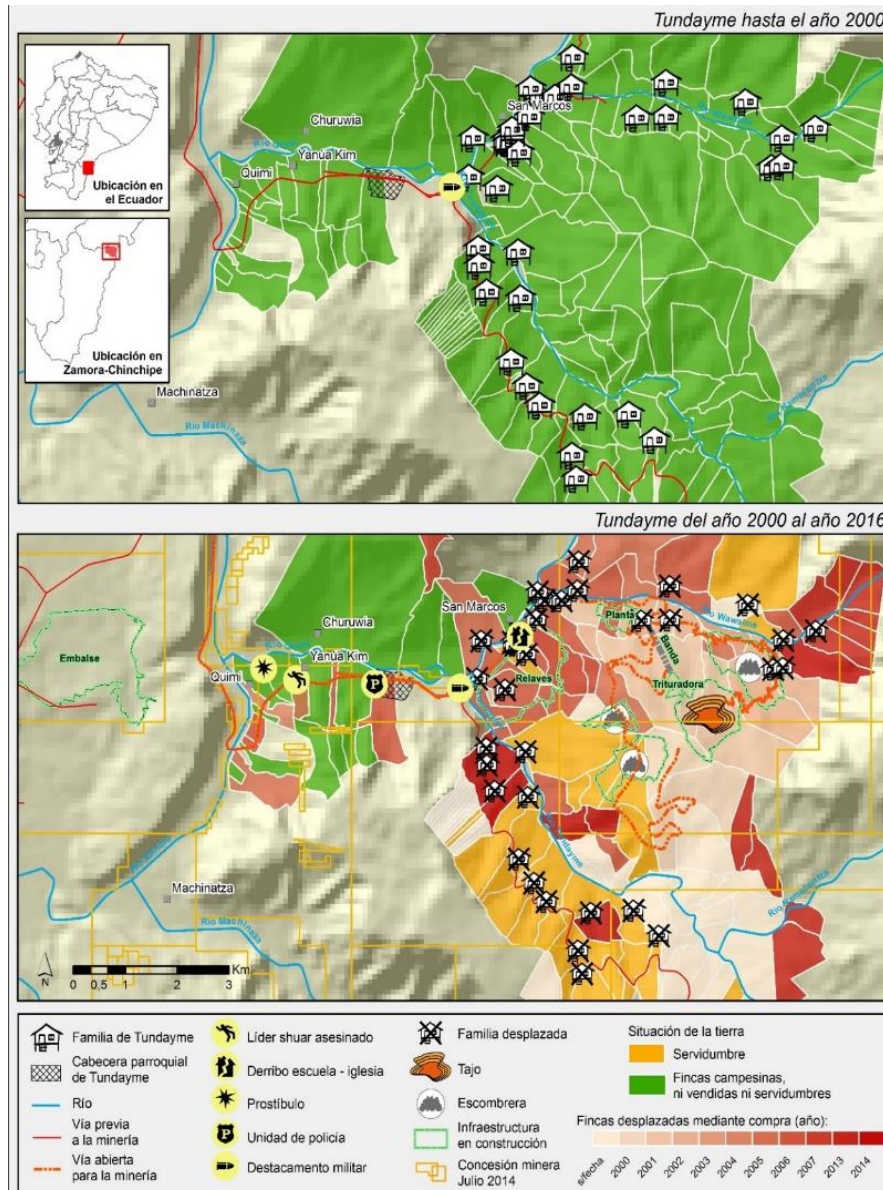 Tundayme hasta el año 2000
Ubicación en
el Ecuador
Ubicación en
Zamora-Chinchipe
Churuwia
Yanua Kim
Quimi
San Marcos
Machinatza
Río Machinaza
Tundayme del año 2000 al año 2016
Embalse
Churuwia
Yanua Kim
Quimi
San Marcos
Relaves
Planta
Banda
Trituradora
Río Wawaime
Tundayme
Machinatza
Río Machinaza
N
0 0,5 1 2 3
Km
P
Familia de Tundayme
Cabecera parroquial
de Tundayme
Río
Vía previa
a la minería
Vía abierta
para la minería
Líder shuar asesinado
Derribo escuela - iglesia
Prostíbulo
P
Unidad de policía
Destacamento militar
Familia desplazada
Tajo
Escombrera
Infraestructura
en construcción
Concesión minera
Julio 2014
Situación de la tierra
Servidumbre
Fincas campesinas,
ni vendidas ni servidumbres
Fincas desplazadas mediante compra (año):
s/fecha 2000 2001 2002 2003 2004 2005 2006 2007 2013 2014